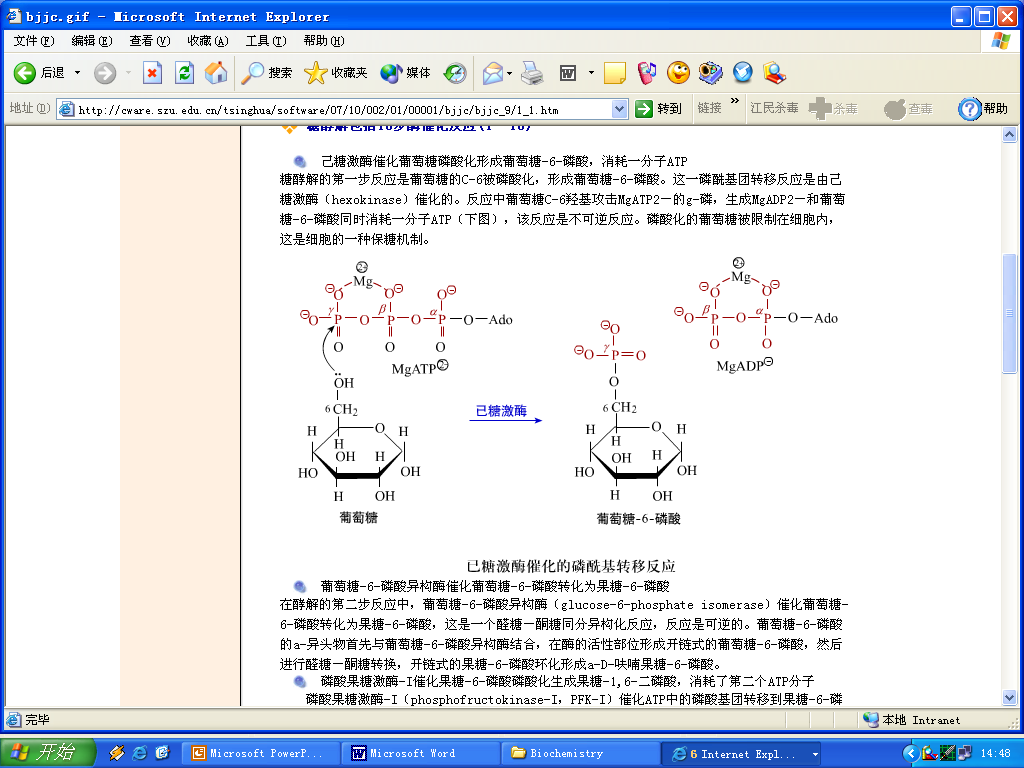 bjjc.gif - Microsoft Internet Explorer
文件(F) 编辑(E) 查看(V) 收藏(A) 工具(T) 帮助(H)
后退 搜索 收藏夹 媒体
地址(D) http://cware.szu.edu.cn/tsinghua/software/07/10/002/01/00001/bjjc/bjjc_9/1_1.htm 转到 链接 » 江民杀毒 杀毒 查毒 帮助
己糖激酶催化葡萄糖磷酸化形成葡萄糖-6-磷酸，消耗一分子ATP
糖酵解的第一步反应是葡萄糖的C-6被磷酸化，形成葡萄糖-6-磷酸。这一磷酰基团转移反应是由己
糖激酶（hexokinase）催化的。反应中葡萄糖C-6羟基攻击MgATP2—的g-磷，生成MgADP2—和葡萄
糖-6-磷酸同时消耗一分子ATP（下图），该反应是不可逆反应。磷酸化的葡萄糖被限制在细胞内，
这是细胞的一种保糖机制。
2+ 2+
Mg Mg
⊖O O⊖ O⊖ ⊖O O⊖
⊖O—P—O—P—O—P—O—Ado ⊖O—P—O—P—O—Ado
γ β α β α
O O O O O
MgATP2- MgADP⊖
⊖O
⊖O—P=O
γ
O
ÖH
6 CH2 6 CH2
已糖激酶
H O H H O H
H H
HO OH H OH HO OH H OH
H OH H OH
葡萄糖 葡萄糖-6-磷酸
已糖激酶催化的磷酰基转移反应
葡萄糖-6-磷酸异构酶催化葡萄糖-6-磷酸转化为果糖-6-磷酸
在酵解的第二步反应中，葡萄糖-6-磷酸异构酶（glucose-6-phosphate isomerase）催化葡萄糖-
6-磷酸转化为果糖-6-磷酸，这是一个醛糖—酮糖同分异构化反应，反应是可逆的。葡萄糖-6-磷酸
的a-异头物首先与葡萄糖-6-磷酸异构酶结合，在酶的活性部位形成开链式的葡萄糖-6-磷酸，然后
进行醛糖—酮糖转换，开链式的果糖-6-磷酸环化形成a-D-呋喃果糖-6-磷酸。
磷酸果糖激酶-I催化果糖-6-磷酸磷酸化生成果糖-1,6-二磷酸，消耗了第二个ATP分子
磷酸果糖激酶-I（phosphofructokinase-I，PFK-I）催化ATP中的磷酸基团转移到果糖-6-磷
完毕 本地 Intranet
开始 Microsoft PowerP... Microsoft Word Biochemistry 6 Internet Expl... 14:48